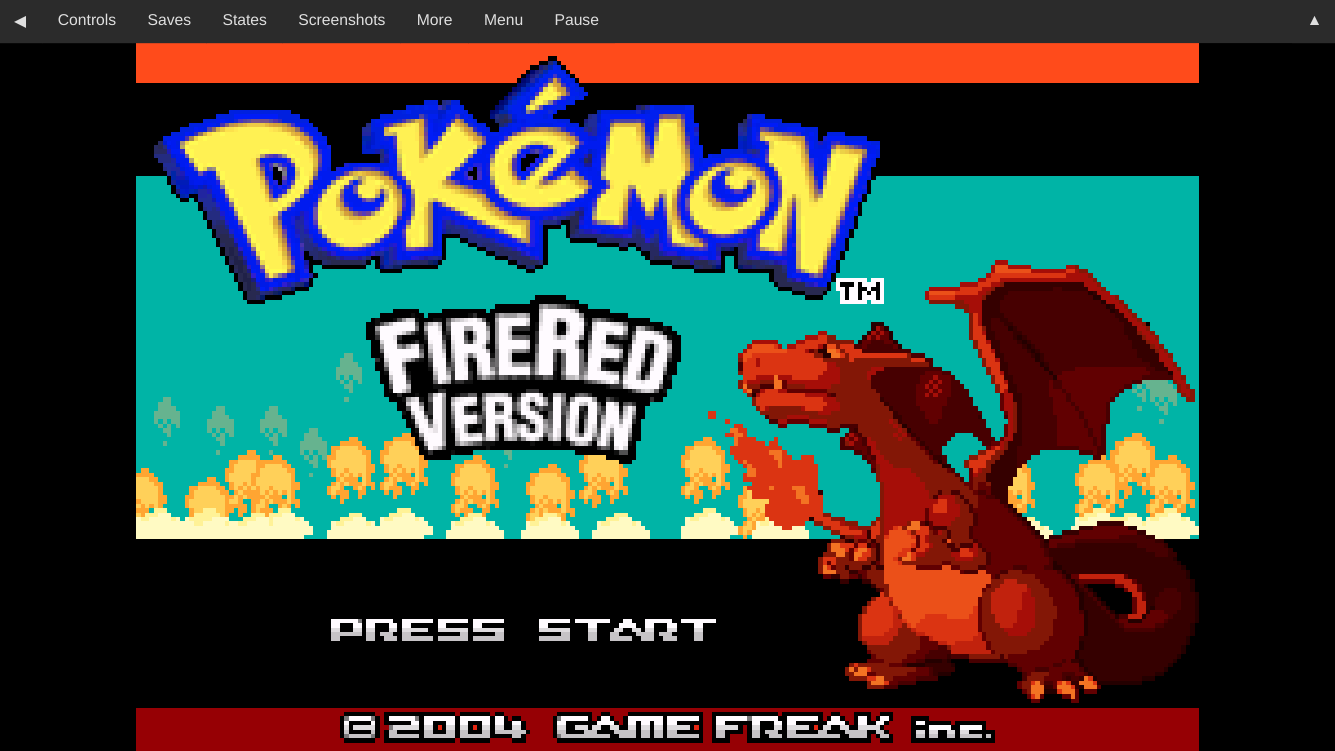 ◀ Controls Saves States Screenshots More Menu Pause ▲
POKéMON
TM
FIRERED
VERSION
PRESS START
© 2004 GAME FREAK inc.